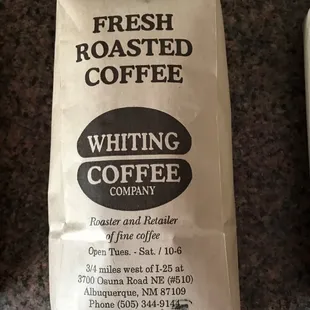 FRESH
ROASTED
COFFEE
WHITING
COFFEE
COMPANY
Roaster and Retailer
of fine coffee
Open Tues. - Sat. / 10-6
3/4 miles west of I-25 at
3700 Osuna Road NE (#510)
Albuquerque, NM 87109
Phone (505) 344-9144